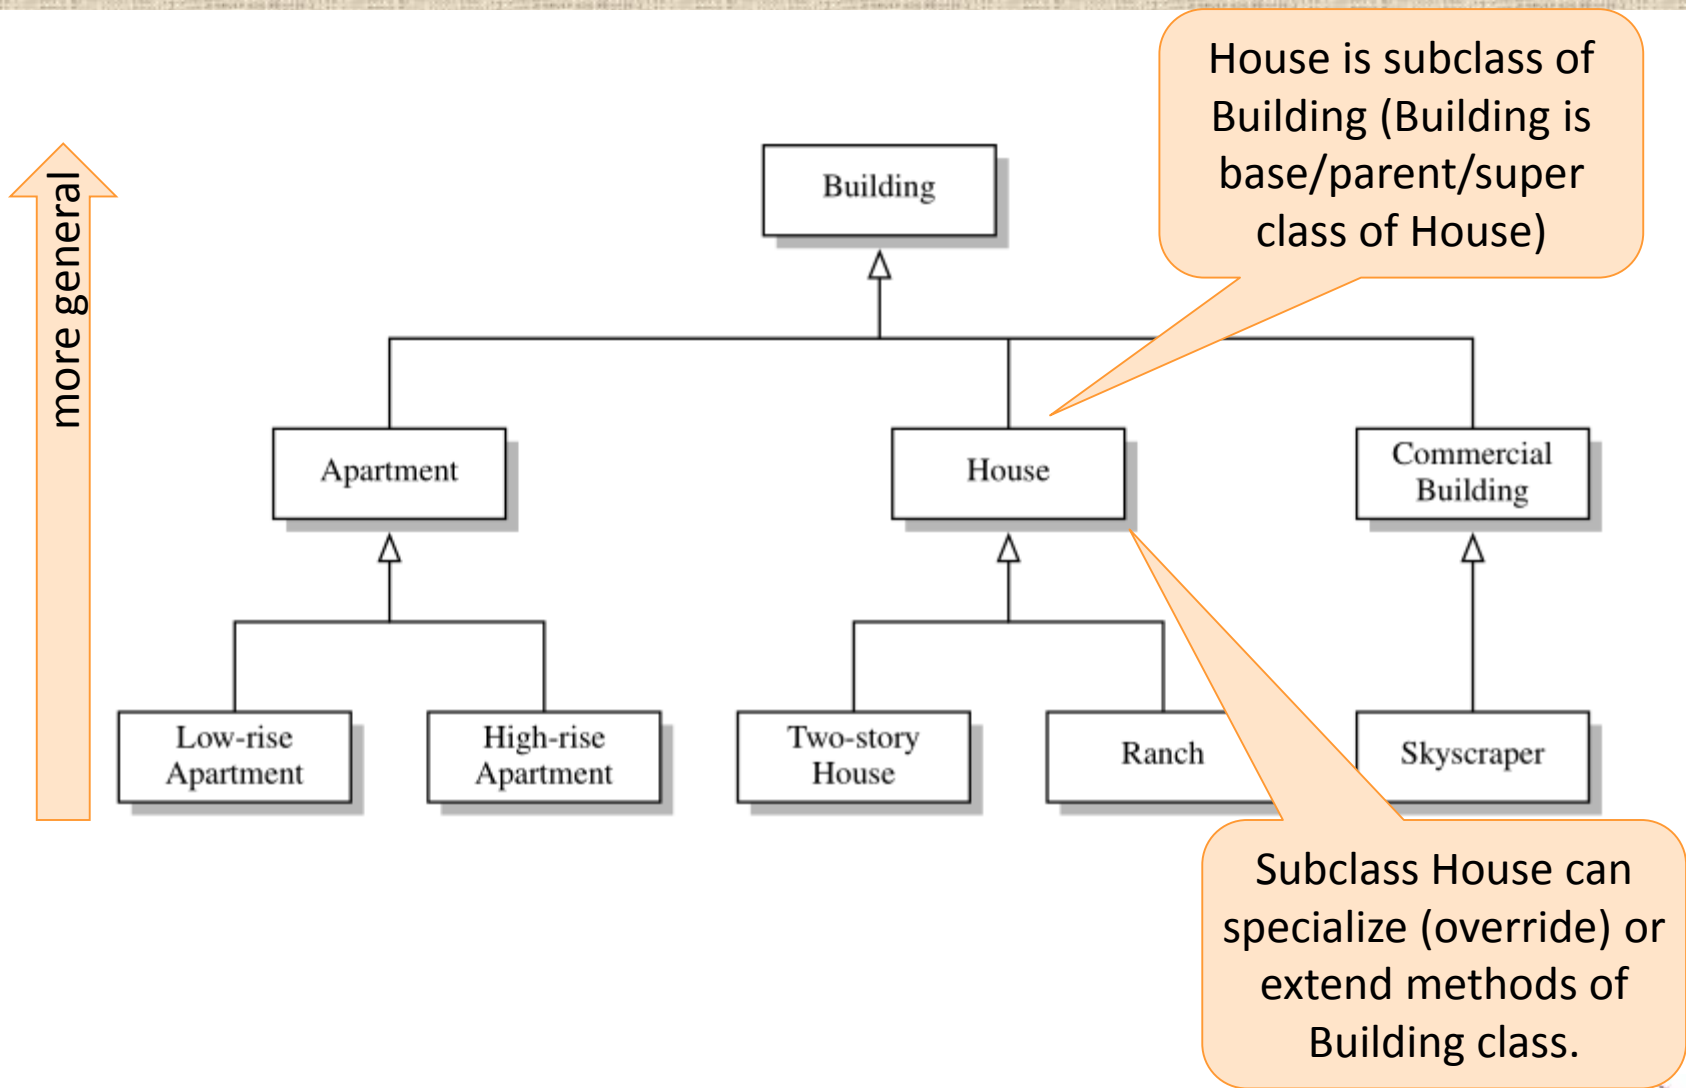 House is subclass of
Building (Building is
base/parent/super
class of House)
more general
Building
Apartment
House
Commercial
Building
Low-rise
Apartment
High-rise
Apartment
Two-story
House
Ranch
Skyscraper
Subclass House can
specialize (override) or
extend methods of
Building class.